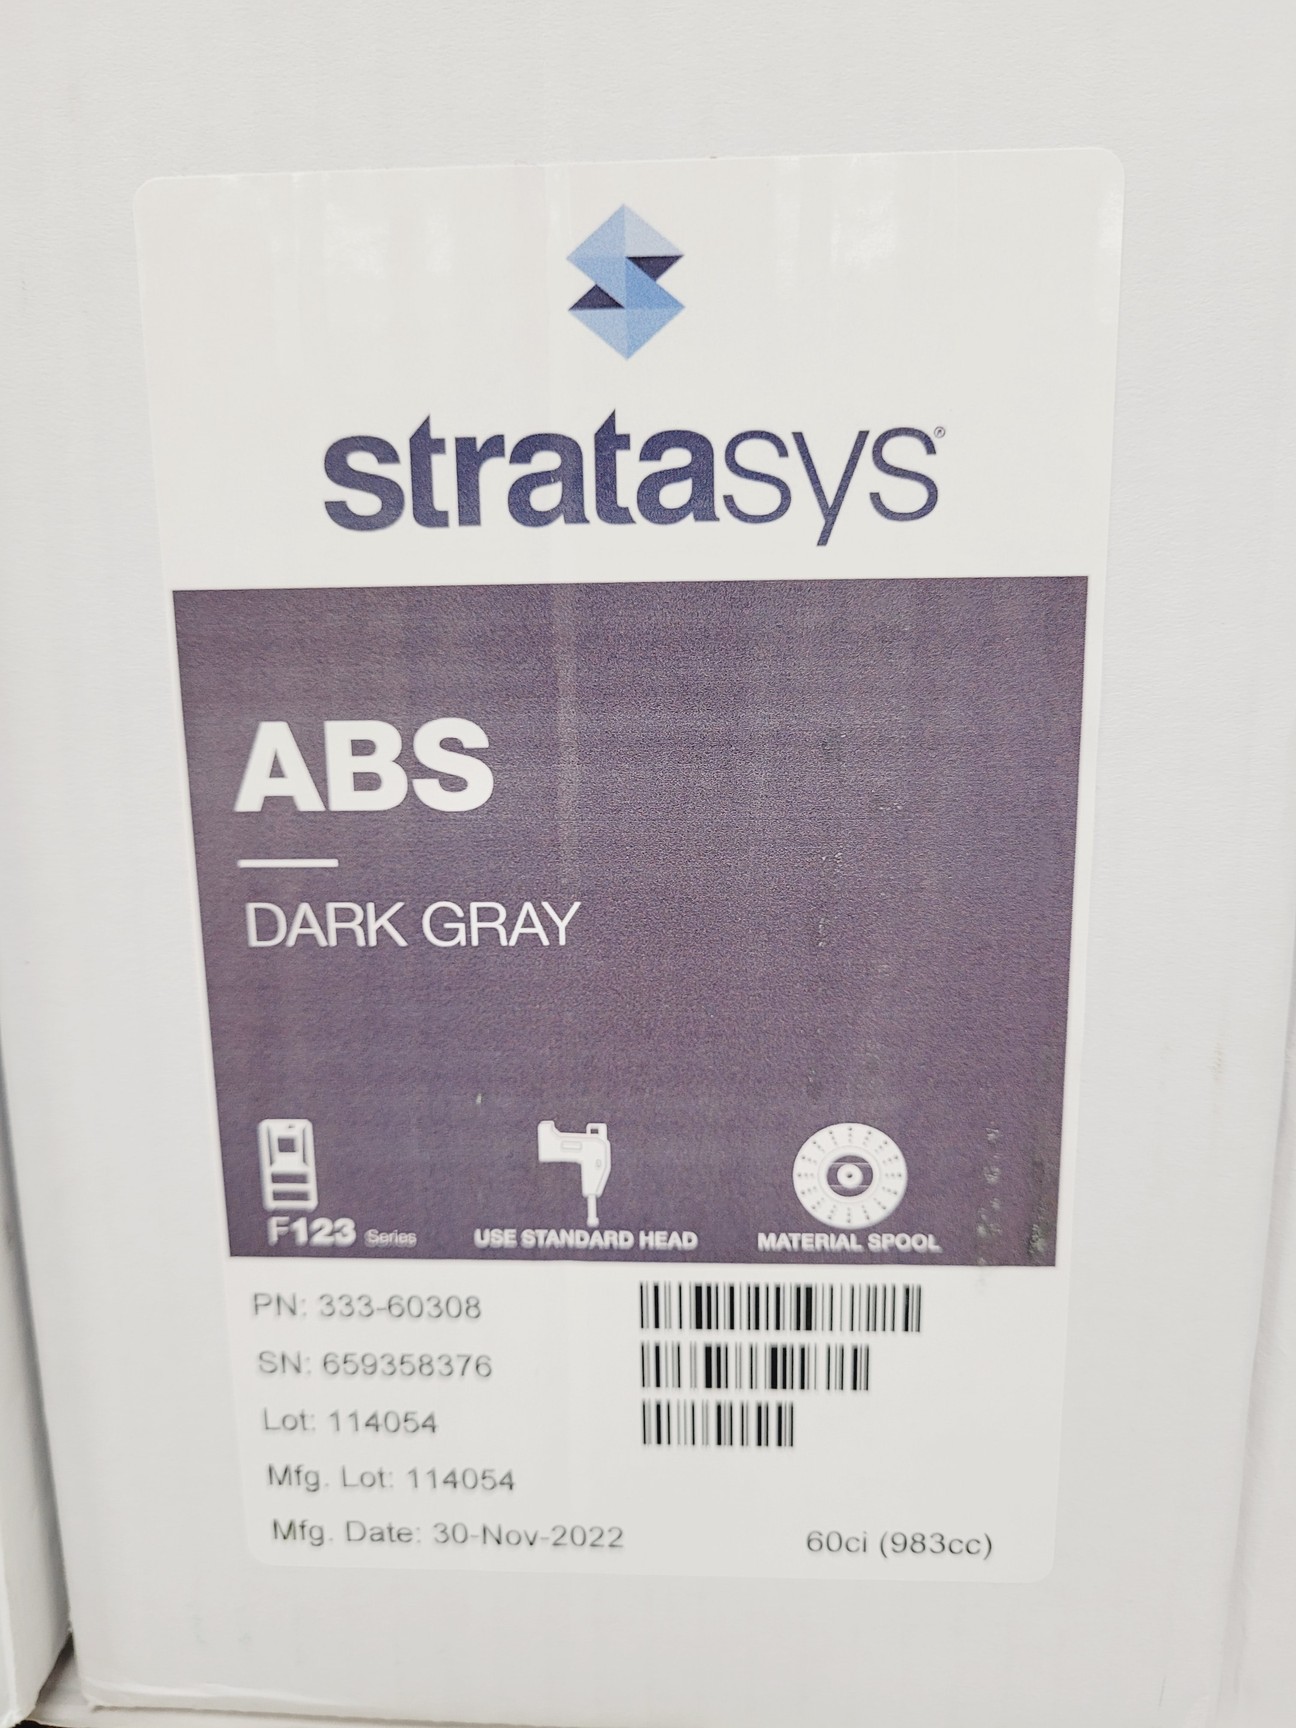 stratasys®
ABS
DARK GRAY
F123 Series
USE STANDARD HEAD
MATERIAL SPOOL
PN: 333-60308
SN: 659358376
Lot: 114054
Mfg. Lot: 114054
Mfg. Date: 30-Nov-2022
60ci (983cc)